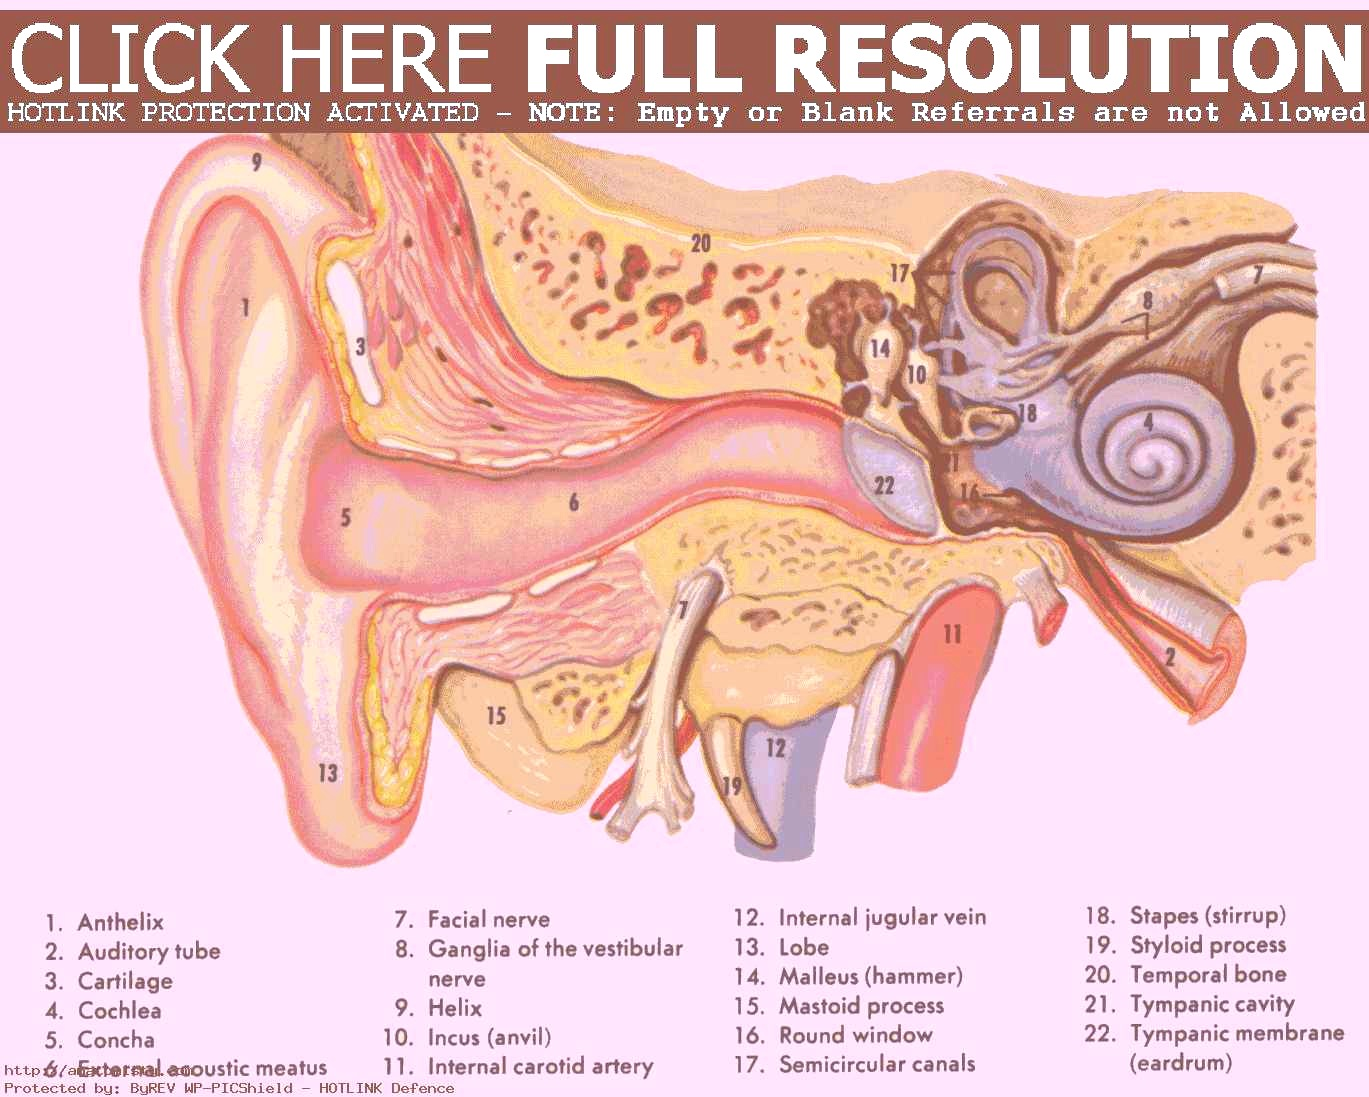 CLICK HERE FULL RESOLUTION
HOTLINK PROTECTION ACTIVATED - NOTE: Empty or Blank Referrals are not Allowed
9
20
17
8
7
1
3
14
10
18
4
21
22
16
5
6
7
11
2
15
12
13
19
1. Anthelix
2. Auditory tube
3. Cartilage
4. Cochlea
5. Concha
6. External acoustic meatus
7. Facial nerve
8. Ganglia of the vestibular
nerve
9. Helix
10. Incus (anvil)
11. Internal carotid artery
12. Internal jugular vein
13. Lobe
14. Malleus (hammer)
15. Mastoid process
16. Round window
17. Semicircular canals
18. Stapes (stirrup)
19. Styloid process
20. Temporal bone
21. Tympanic cavity
22. Tympanic membrane
(eardrum)
Protected by: ByREV WP-PICShield - HOTLINK Defence